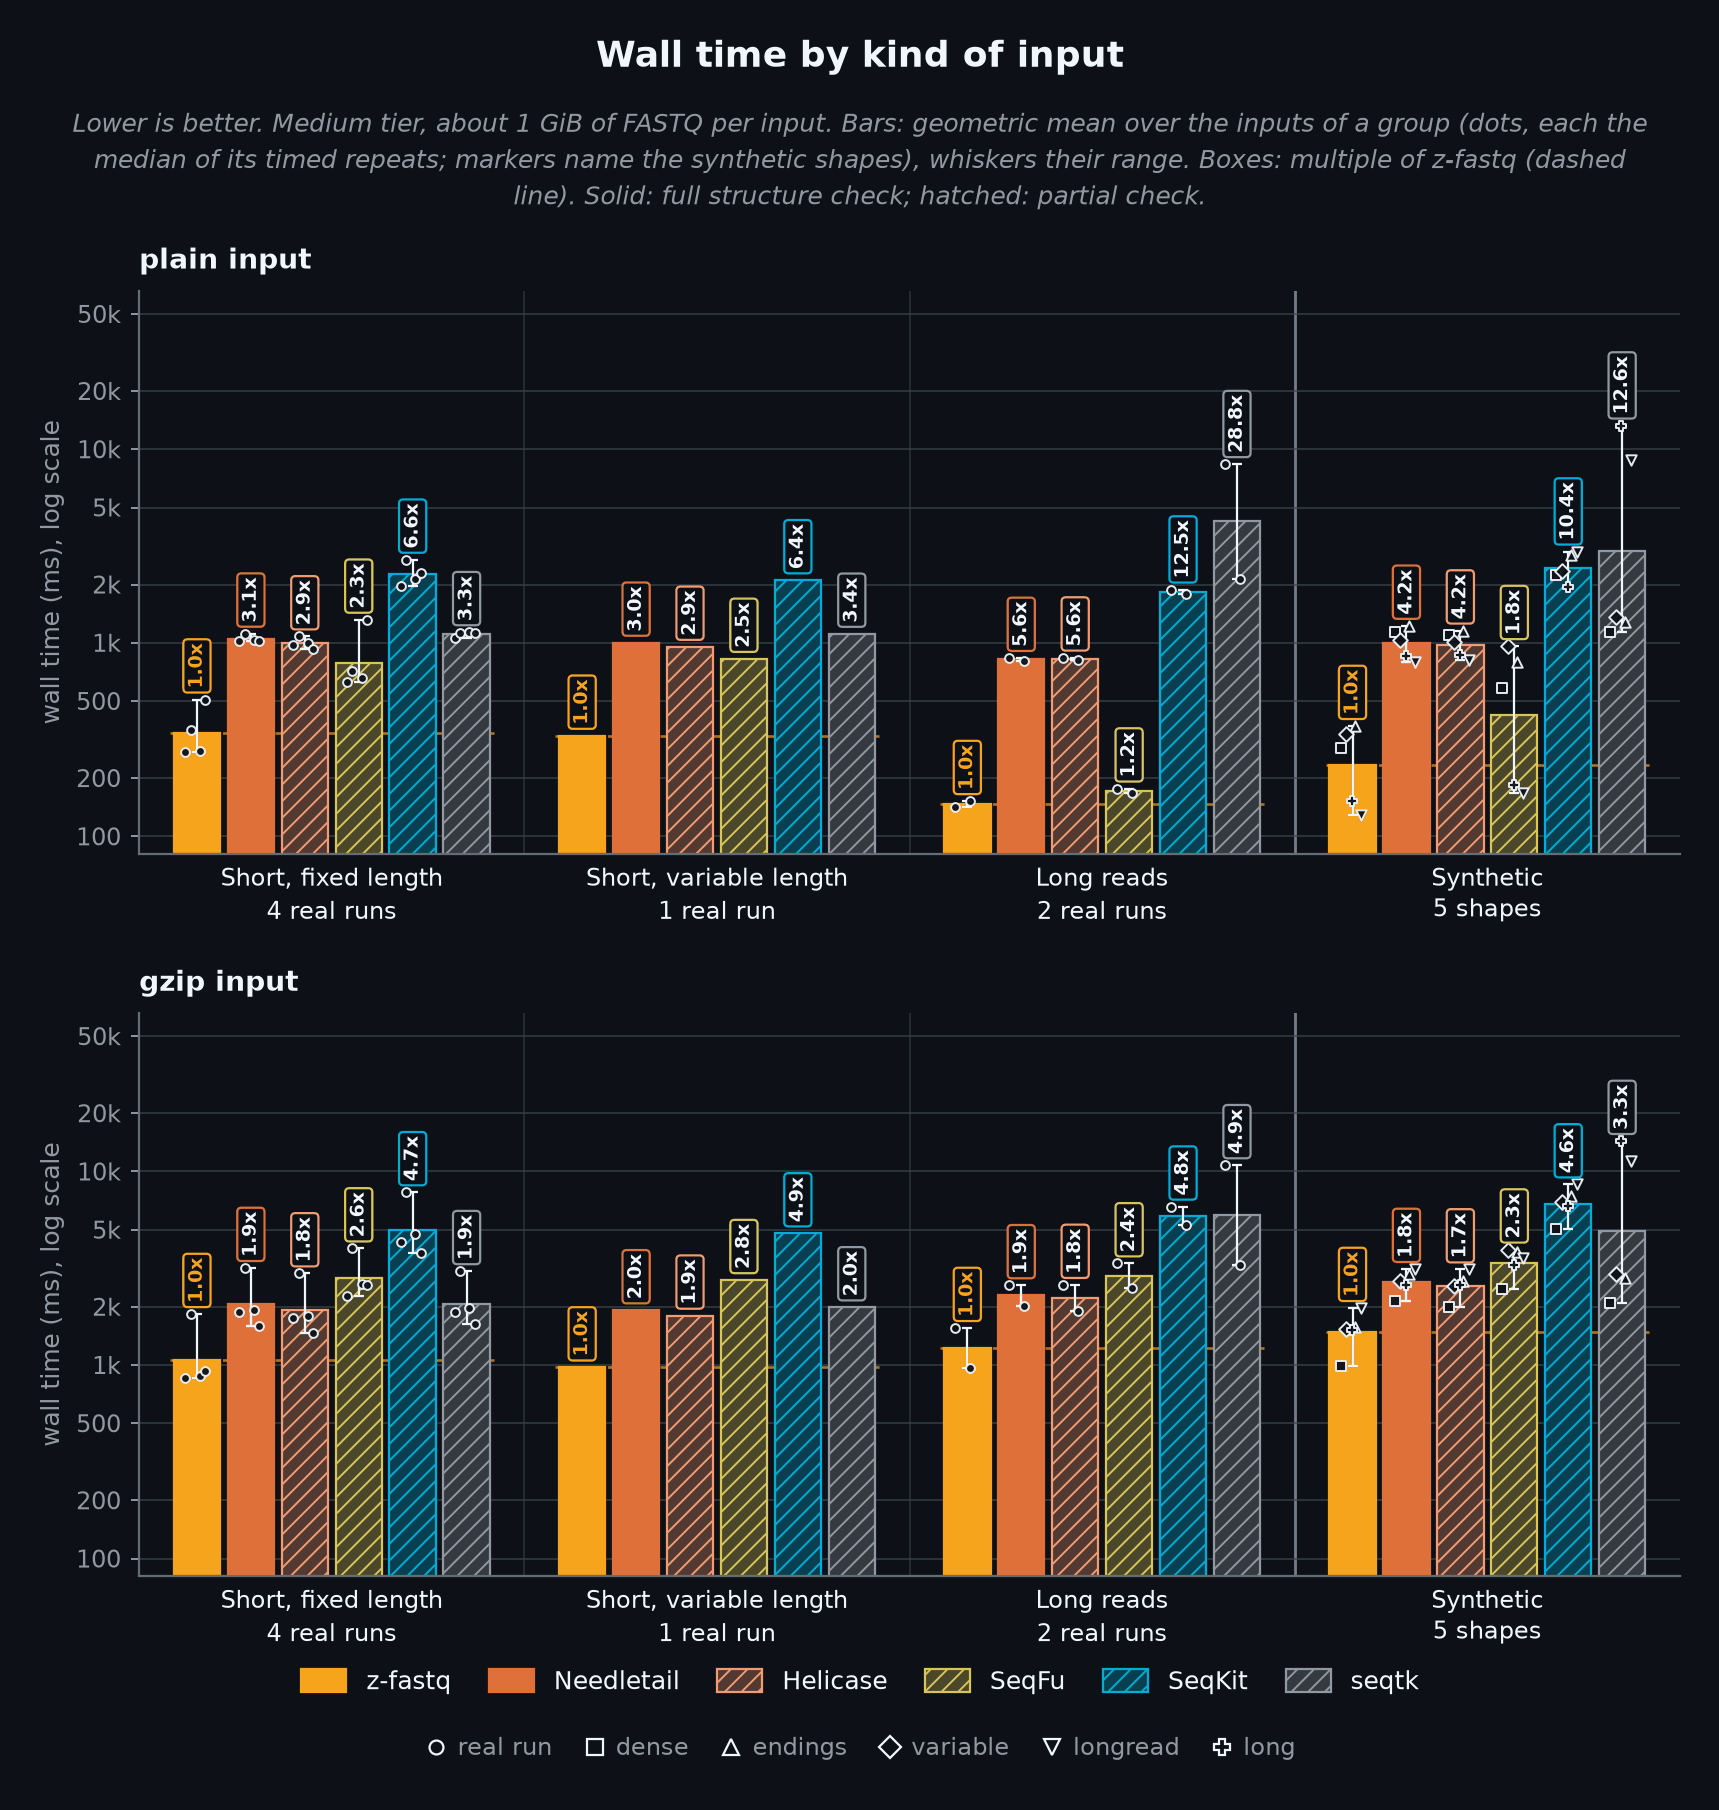 Wall time by kind of input
Lower is better. Medium tier, about 1 GiB of FASTQ per input. Bars: geometric mean over the inputs of a group (dots, each the
median of its timed repeats; markers name the synthetic shapes), whiskers their range. Boxes: multiple of z-fastq (dashed
line). Solid: full structure check; hatched: partial check.
plain input
wall time (ms), log scale
50k
20k
10k
5k
2k
1k
500
200
100
1.0x
3.1x
2.9x
2.3x
6.6x
3.3x
1.0x
3.0x
2.9x
2.5x
6.4x
3.4x
1.0x
5.6x
5.6x
1.2x
12.5x
28.8x
1.0x
4.2x
4.2x
1.8x
10.4x
12.6x
Short, fixed length
4 real runs
Short, variable length
1 real run
Long reads
2 real runs
Synthetic
5 shapes
gzip input
wall time (ms), log scale
50k
20k
10k
5k
2k
1k
500
200
100
1.0x
1.9x
1.8x
2.6x
4.7x
1.9x
1.0x
2.0x
1.9x
2.8x
4.9x
2.0x
1.0x
1.9x
1.8x
2.4x
4.8x
4.9x
1.0x
1.8x
1.7x
2.3x
4.6x
3.3x
Short, fixed length
4 real runs
Short, variable length
1 real run
Long reads
2 real runs
Synthetic
5 shapes
z-fastq
Needletail
Helicase
SeqFu
SeqKit
seqtk
real run
dense
endings
variable
longread
long